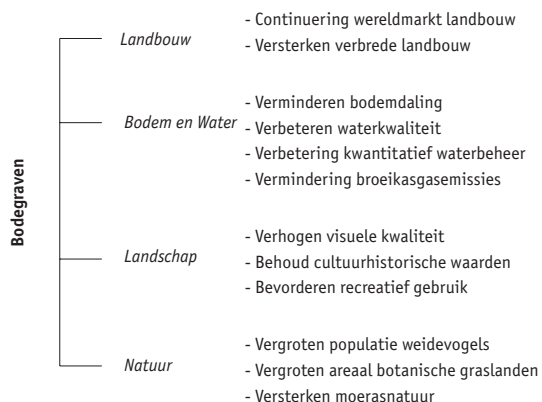 Bodegraven
Landbouw
- Continuering wereldmarkt landbouw
- Versterken verbrede landbouw
Bodem en Water
- Verminderen bodemdaling
- Verbeteren waterkwaliteit
- Verbetering kwantitatief waterbeheer
- Vermindering broeikasgasemissies
Landschap
- Verhogen visuele kwaliteit
- Behoud cultuurhistorische waarden
- Bevorderen recreatief gebruik
Natuur
- Vergroten populatie weidevogels
- Vergroten areaal botanische graslanden
- Versterken moerasnatuur